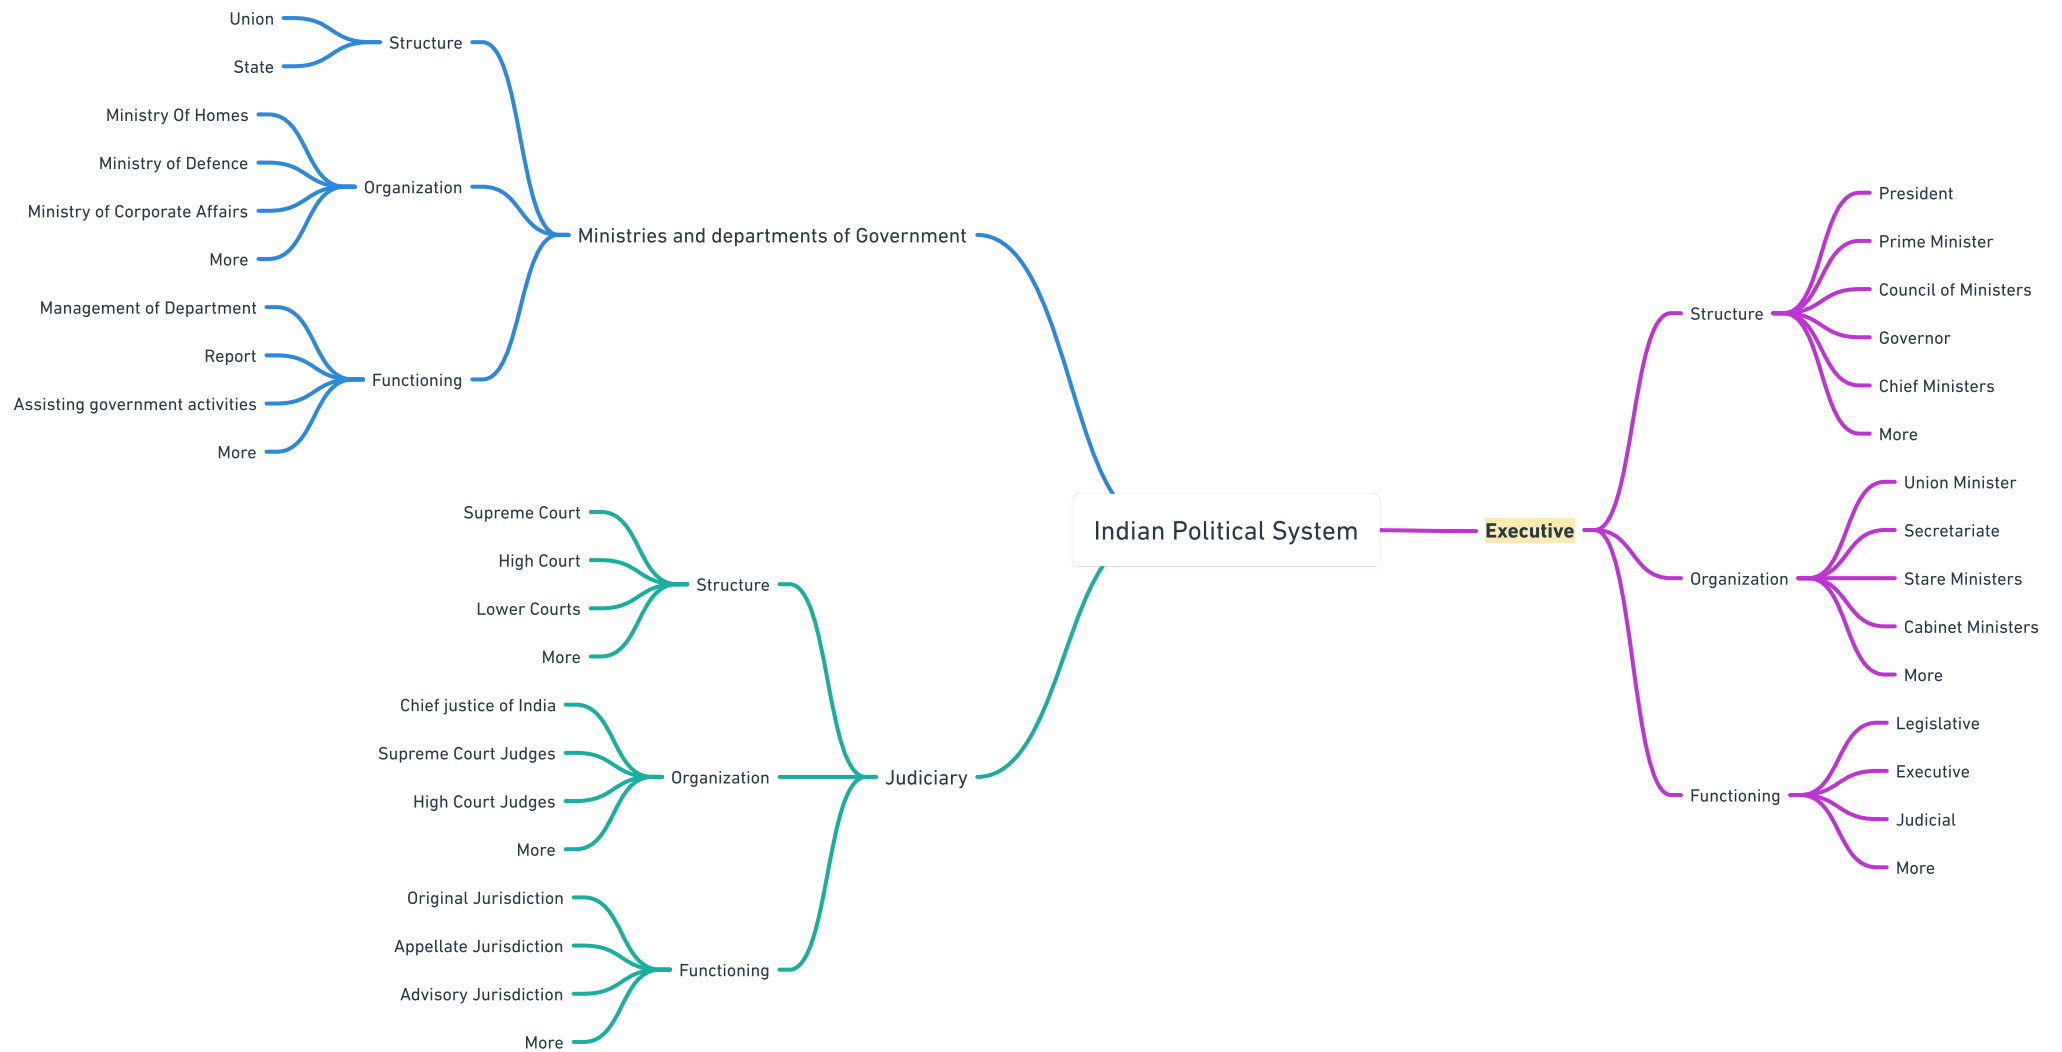 Indian Political System
Ministries and departments of Government
Structure
Union
State
Organization
Ministry Of Homes
Ministry of Defence
Ministry of Corporate Affairs
More
Functioning
Management of Department
Report
Assisting government activities
More
Judiciary
Structure
Supreme Court
High Court
Lower Courts
More
Organization
Chief justice of India
Supreme Court Judges
High Court Judges
More
Functioning
Original Jurisdiction
Appellate Jurisdiction
Advisory Jurisdiction
More
Executive
Structure
President
Prime Minister
Council of Ministers
Governor
Chief Ministers
More
Organization
Union Minister
Secretariate
Stare Ministers
Cabinet Ministers
More
Functioning
Legislative
Executive
Judicial
More